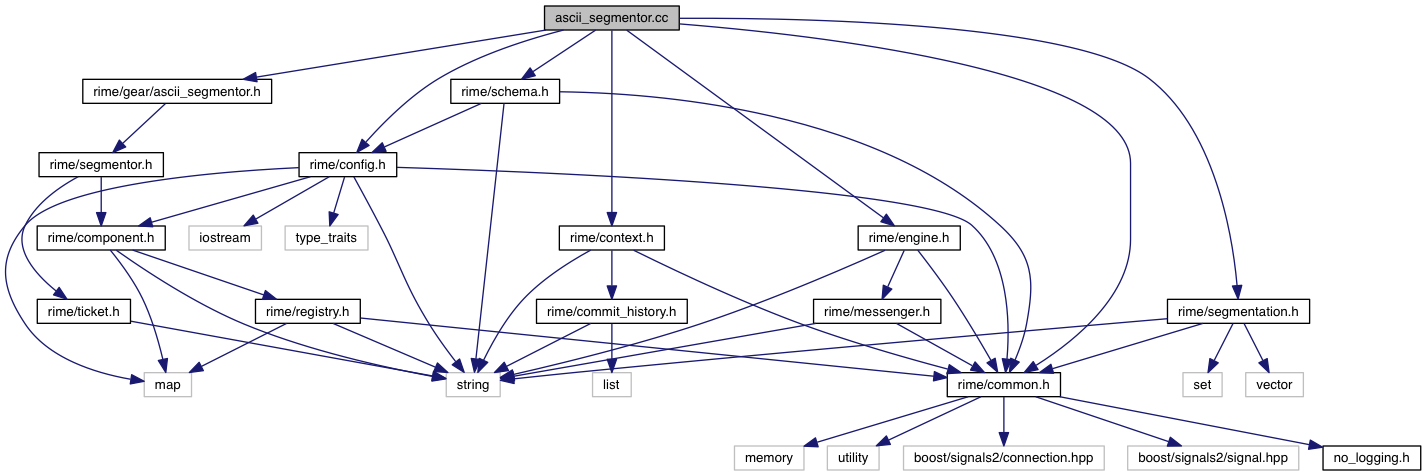 ascii_segmentor.cc
rime/gear/ascii_segmentor.h
rime/schema.h
rime/segmentor.h
rime/config.h
rime/component.h
iostream
type_traits
rime/context.h
rime/engine.h
rime/ticket.h
rime/registry.h
rime/commit_history.h
rime/messenger.h
rime/segmentation.h
map
string
list
rime/common.h
set
vector
memory
utility
boost/signals2/connection.hpp
boost/signals2/signal.hpp
no_logging.h